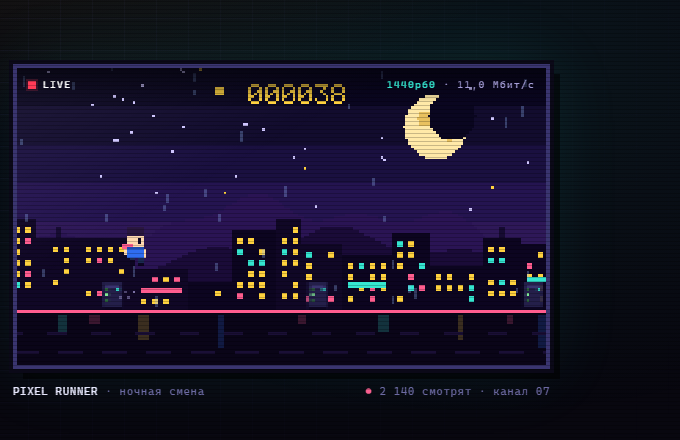 LIVE
000038
1440p60 · 11,0 Мбит/с
PIXEL RUNNER · ночная смена
2 140 смотрят · канал 07